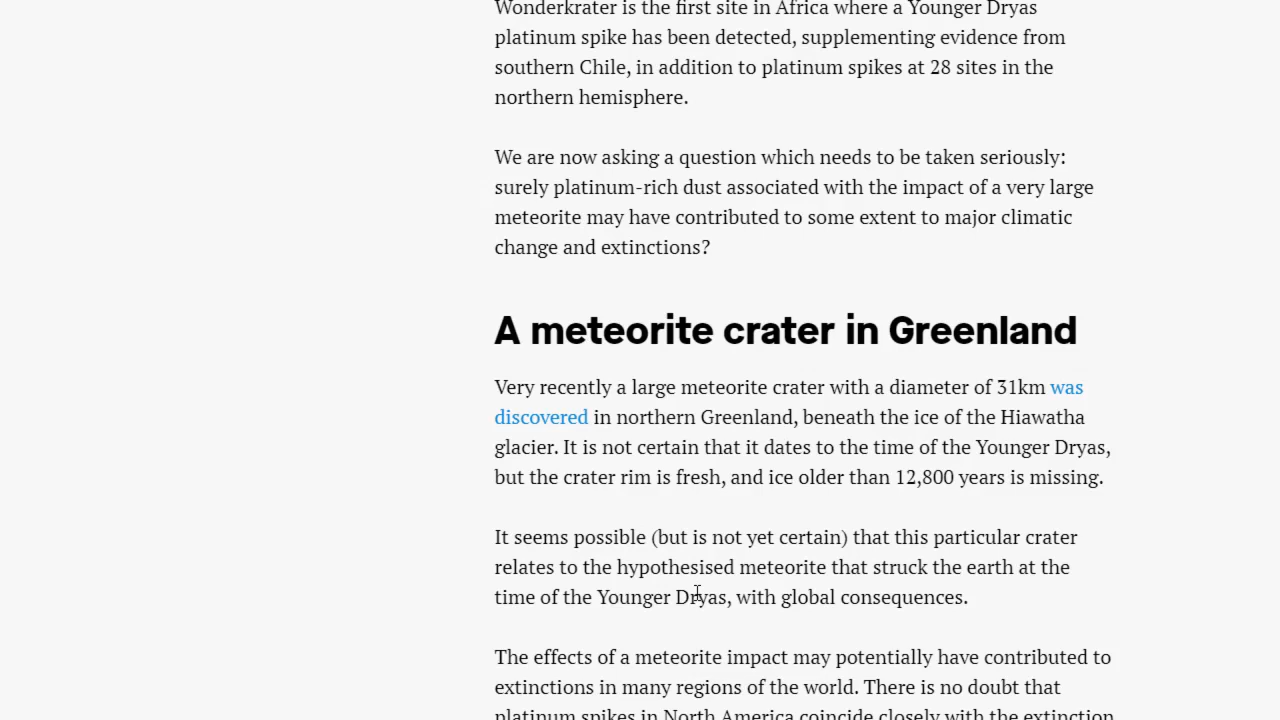 Wonderkrater is the first site in Africa where a Younger Dryas
platinum spike has been detected, supplementing evidence from
southern Chile, in addition to platinum spikes at 28 sites in the
northern hemisphere.
We are now asking a question which needs to be taken seriously:
surely platinum-rich dust associated with the impact of a very large
meteorite may have contributed to some extent to major climatic
change and extinctions?
A meteorite crater in Greenland
Very recently a large meteorite crater with a diameter of 31km was
discovered in northern Greenland, beneath the ice of the Hiawatha
glacier. It is not certain that it dates to the time of the Younger Dryas,
but the crater rim is fresh, and ice older than 12,800 years is missing.
It seems possible (but is not yet certain) that this particular crater
relates to the hypothesised meteorite that struck the earth at the
time of the Younger Dryas, with global consequences.
The effects of a meteorite impact may potentially have contributed to
extinctions in many regions of the world. There is no doubt that
platinum spikes in North America coincide closely with the extinction